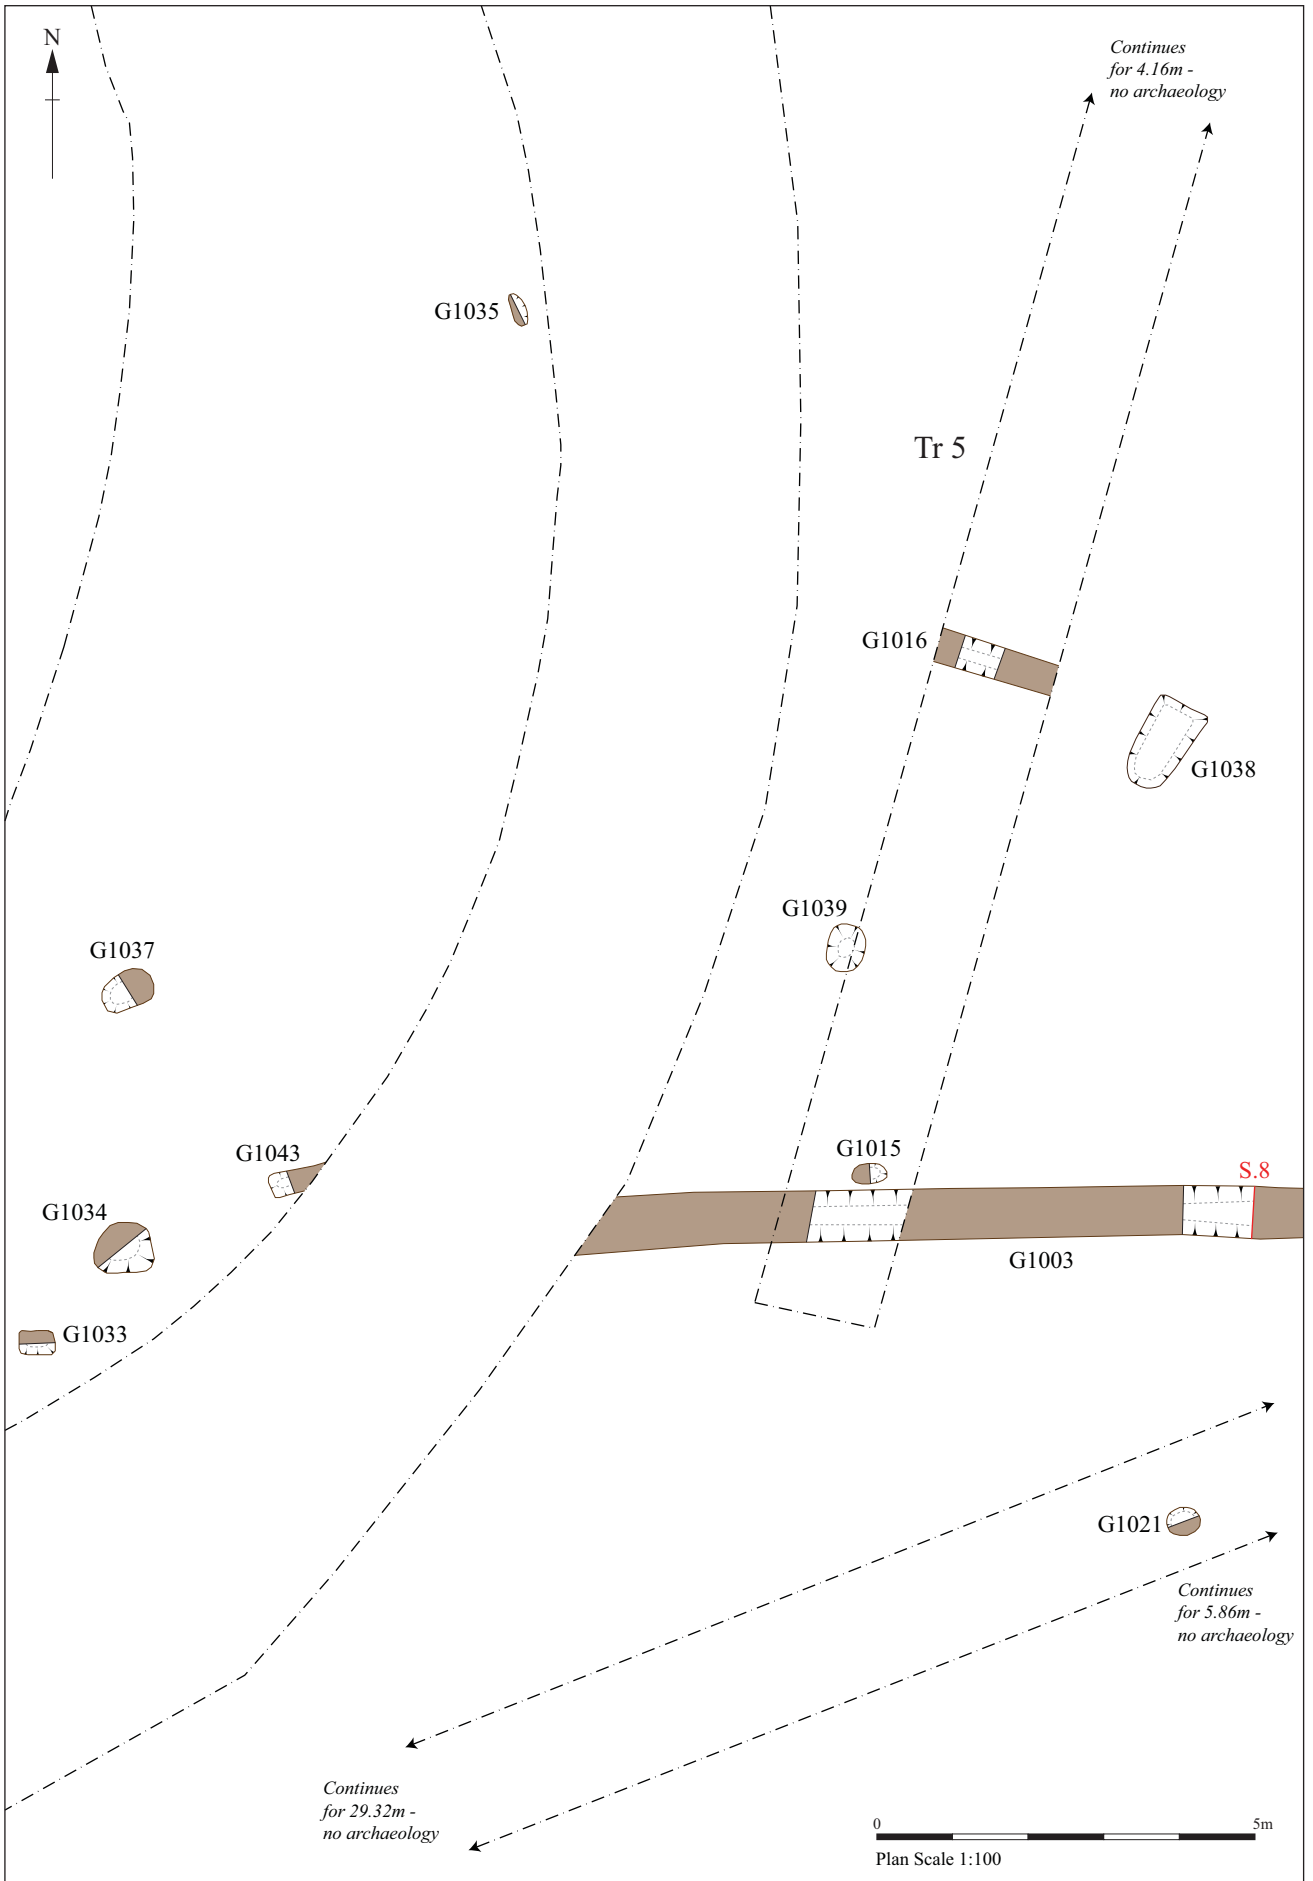 N
Continues
for 4.16m -
no archaeology
G1035
Tr 5
G1016
G1038
G1039
G1037
G1043
G1015
S.8
G1034
G1003
G1033
G1021
Continues
for 5.86m -
no archaeology
Continues
for 29.32m -
no archaeology
0 5m
Plan Scale 1:100